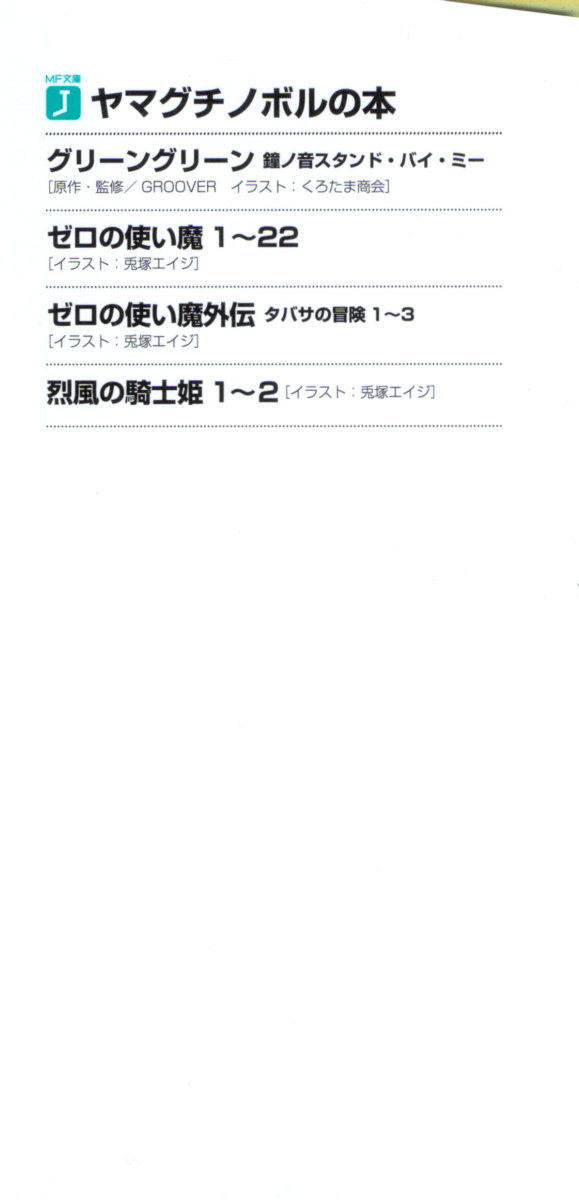 MF文庫
J ヤマグチノボルの本
グリーングリーン 鐘ノ音スタンド・バイ・ミー
[原作・監修／GROOVER イラスト：くろたま商会]
ゼロの使い魔 1〜22
[イラスト：兎塚エイジ]
ゼロの使い魔外伝 タバサの冒険 1〜3
[イラスト：兎塚エイジ]
烈風の騎士姫 1〜2 [イラスト：兎塚エイジ]